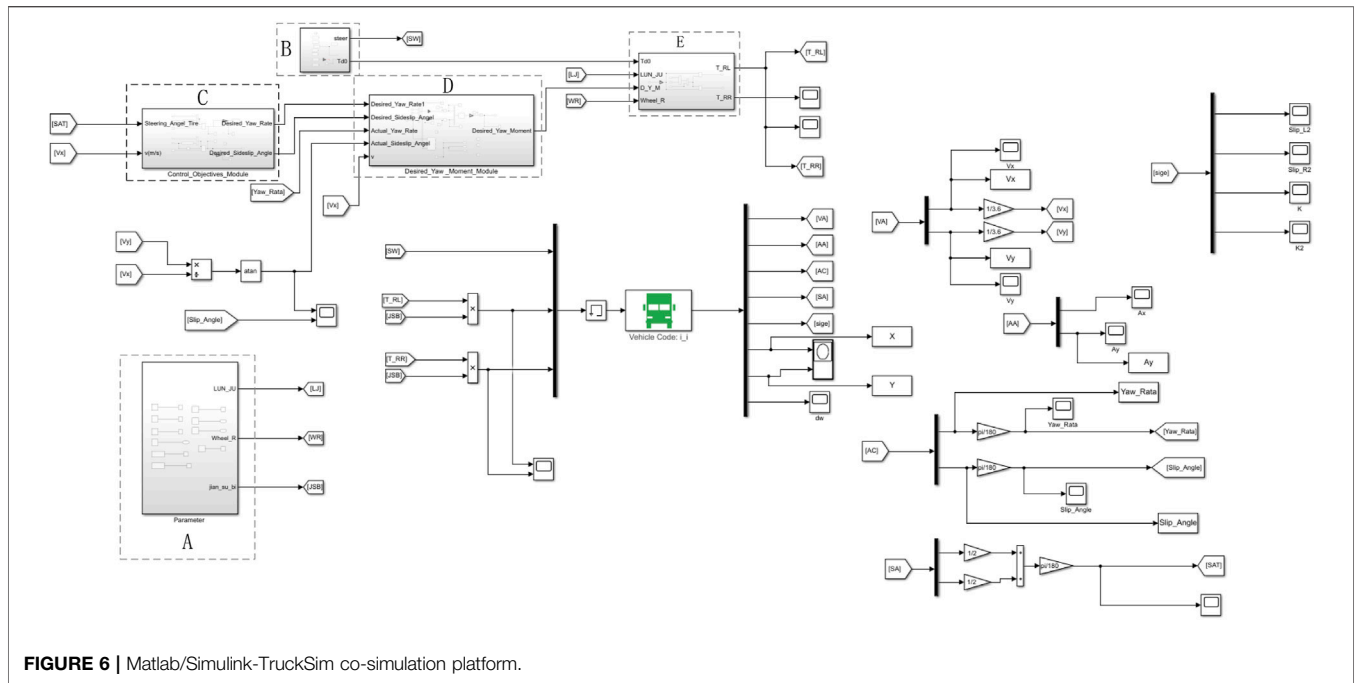 B
steer
Td0
[SW]
E
Td0
LUN_JU
D_Y_M
Wheel_R
T_RL
T_RR
[LJ]
[WR]
[T_RL]
[T_RR]
C
[SAT]
[Vx]
Steering_Angel_Tire
v(m/s)
Desired_Yaw_Rate
Desired_Sideslip_Angle
Control_Objectives_Module
D
Desired_Yaw_Rate1
Desired_Sideslip_Angel
Actual_Yaw_Rate
Actual_Sideslip_Angel
v
Desired_Yaw_Moment
Desired_Yaw _Moment_Module
[Yaw_Rata]
[Vx]
[Vy]
[Vx]
×
÷
atan
[Slip_Angle]
LUN_JU
Wheel_R
jian_su_bi
Parameter
A
[LJ]
[WR]
[JSB]
[SW]
[T_RL]
[JSB]
×
[T_RR]
[JSB]
×
Vehicle Code: i_i
[VA]
[AA]
[AC]
[SA]
[sige]
X
Y
dw
[VA]
Vx
Vx
1/3.6
[Vx]
1/3.6
[Vy]
Vy
Vy
[sige]
Slip_L2
Slip_R2
K
K2
[AA]
Ax
Ay
Ay
[AC]
Yaw_Rata
pi/180
Yaw_Rata
[Yaw_Rata]
pi/180
[Slip_Angle]
Slip_Angle
Slip_Angle
[SA]
1/2
1/2
+
+
pi/180
[SAT]
FIGURE 6 | Matlab/Simulink-TruckSim co-simulation platform.